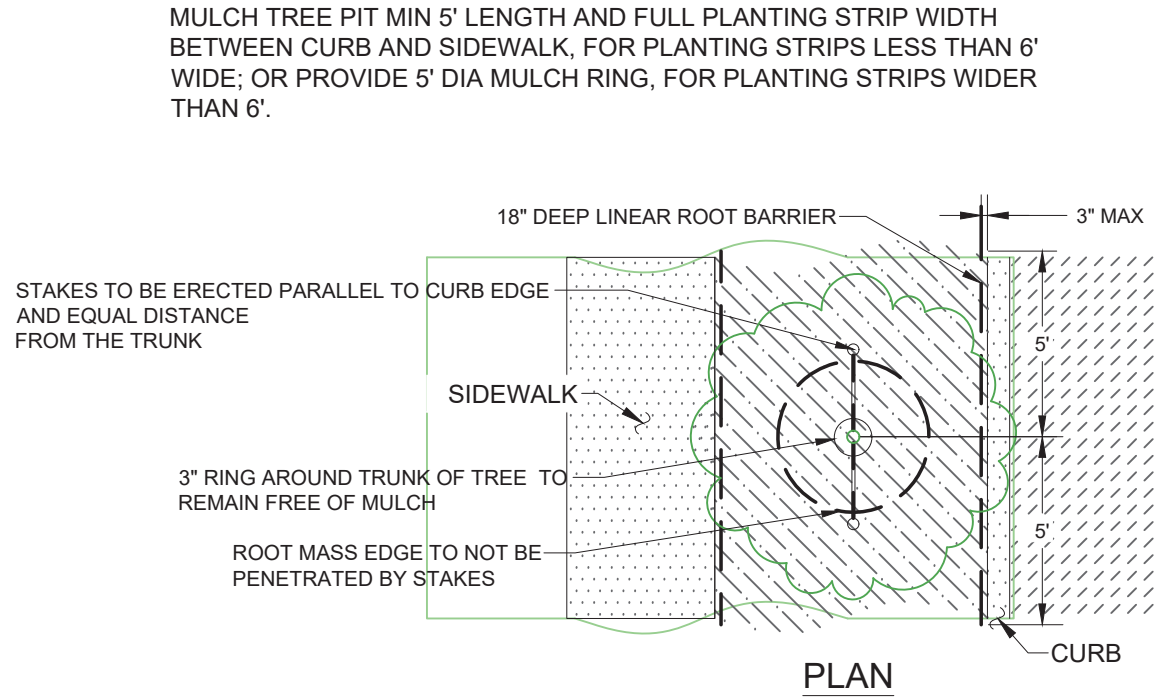 MULCH TREE PIT MIN 5' LENGTH AND FULL PLANTING STRIP WIDTH
BETWEEN CURB AND SIDEWALK, FOR PLANTING STRIPS LESS THAN 6'
WIDE; OR PROVIDE 5' DIA MULCH RING, FOR PLANTING STRIPS WIDER
THAN 6'.
18" DEEP LINEAR ROOT BARRIER
3" MAX
STAKES TO BE ERECTED PARALLEL TO CURB EDGE
AND EQUAL DISTANCE
FROM THE TRUNK
5'
SIDEWALK
3" RING AROUND TRUNK OF TREE TO
REMAIN FREE OF MULCH
5'
ROOT MASS EDGE TO NOT BE
PENETRATED BY STAKES
CURB
PLAN